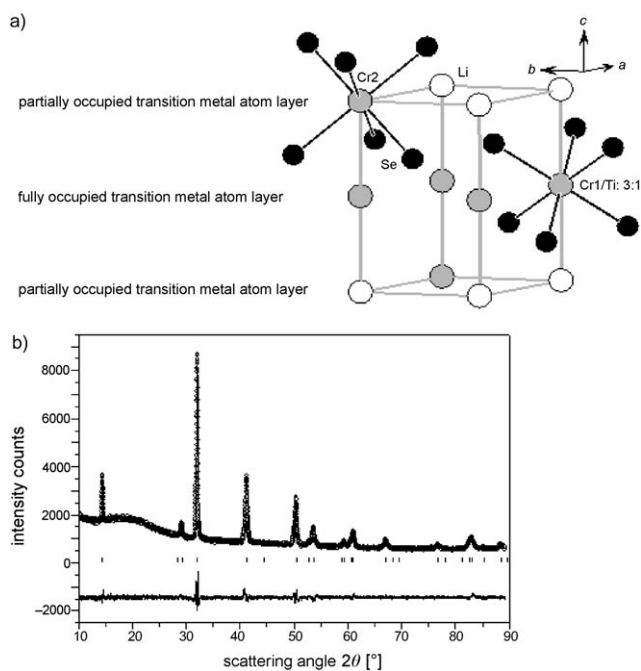 a)
c
b
a
Cr2
Li
partially occupied transition metal atom layer
Se
fully occupied transition metal atom layer
Cr1/Ti: 3:1
partially occupied transition metal atom layer
b)
8000
6000
4000
2000
0
−2000
intensity counts
10 20 30 40 50 60 70 80 90
scattering angle 2θ [°]